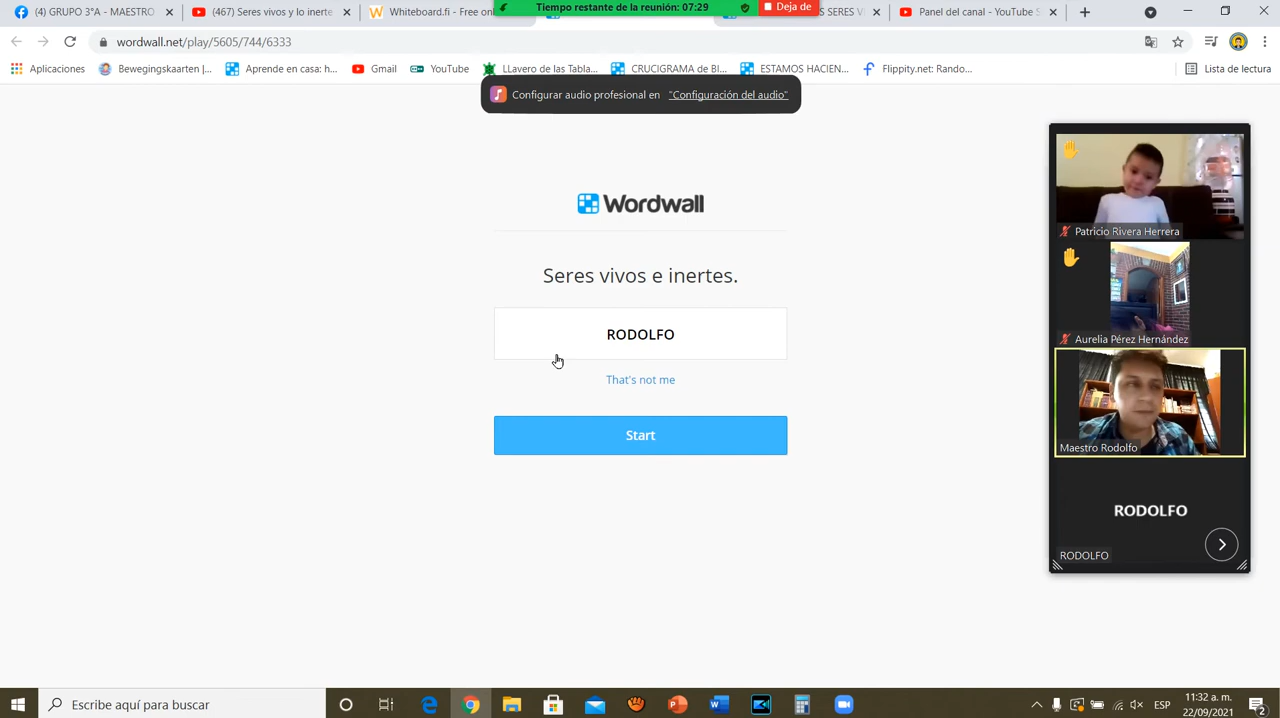 (4) GRUPO 3°A - MAESTRO
(467) Seres vivos y lo inerte
Whiteboard.fi - Free onl
Tiempo restante de la reunión: 07:29
Deja de
S SERES V
Panel del canal - YouTube S
wordwall.net/play/5605/744/6333
Aplicaciones
Bewegingskaarten |...
Aprende en casa: h...
Gmail
YouTube
LLavero de las Tabla...
CRUCIGRAMA DE BI...
ESTAMOS HACIEN...
Flippity.net: Rando...
Lista de lectura
Configurar audio profesional en "Configuración del audio"
Wordwall
Seres vivos e inertes.
RODOLFO
That's not me
Start
Patricio Rivera Herrera
Aurelia Pérez Hernández
Maestro Rodolfo
RODOLFO
RODOLFO
Escribe aquí para buscar
ESP
11:32 a. m.
22/09/2021
2